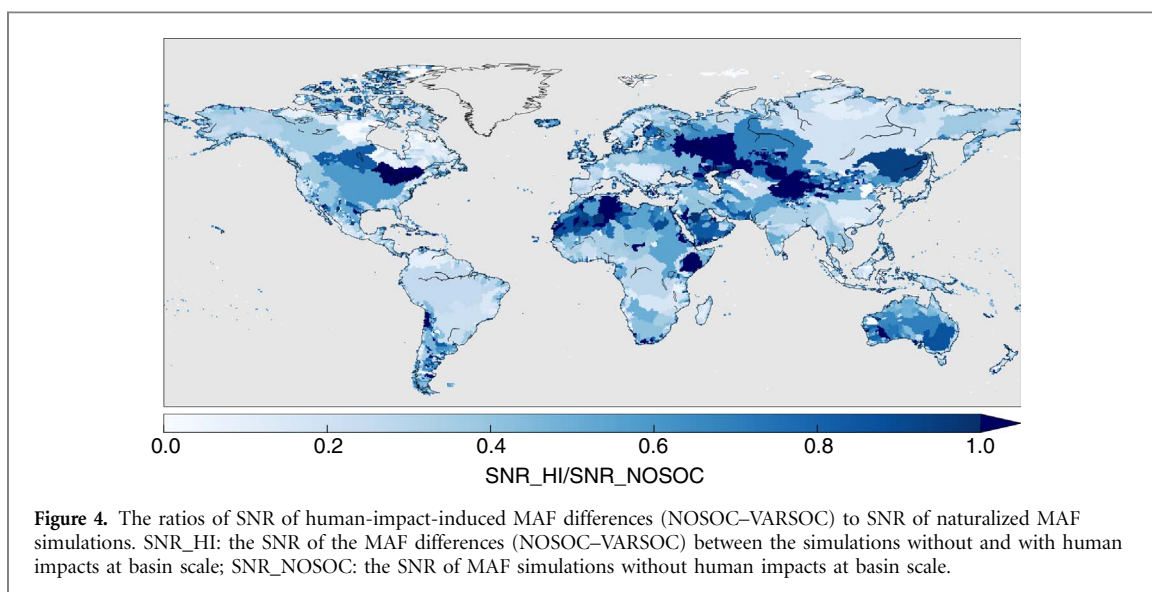 0.0 0.2 0.4 0.6 0.8 1.0
SNR_HI/SNR_NOSOC
Figure 4. The ratios of SNR of human-impact-induced MAF differences (NOSOC–VARSOC) to SNR of naturalized MAF
simulations. SNR_HI: the SNR of the MAF differences (NOSOC–VARSOC) between the simulations without and with human
impacts at basin scale; SNR_NOSOC: the SNR of MAF simulations without human impacts at basin scale.